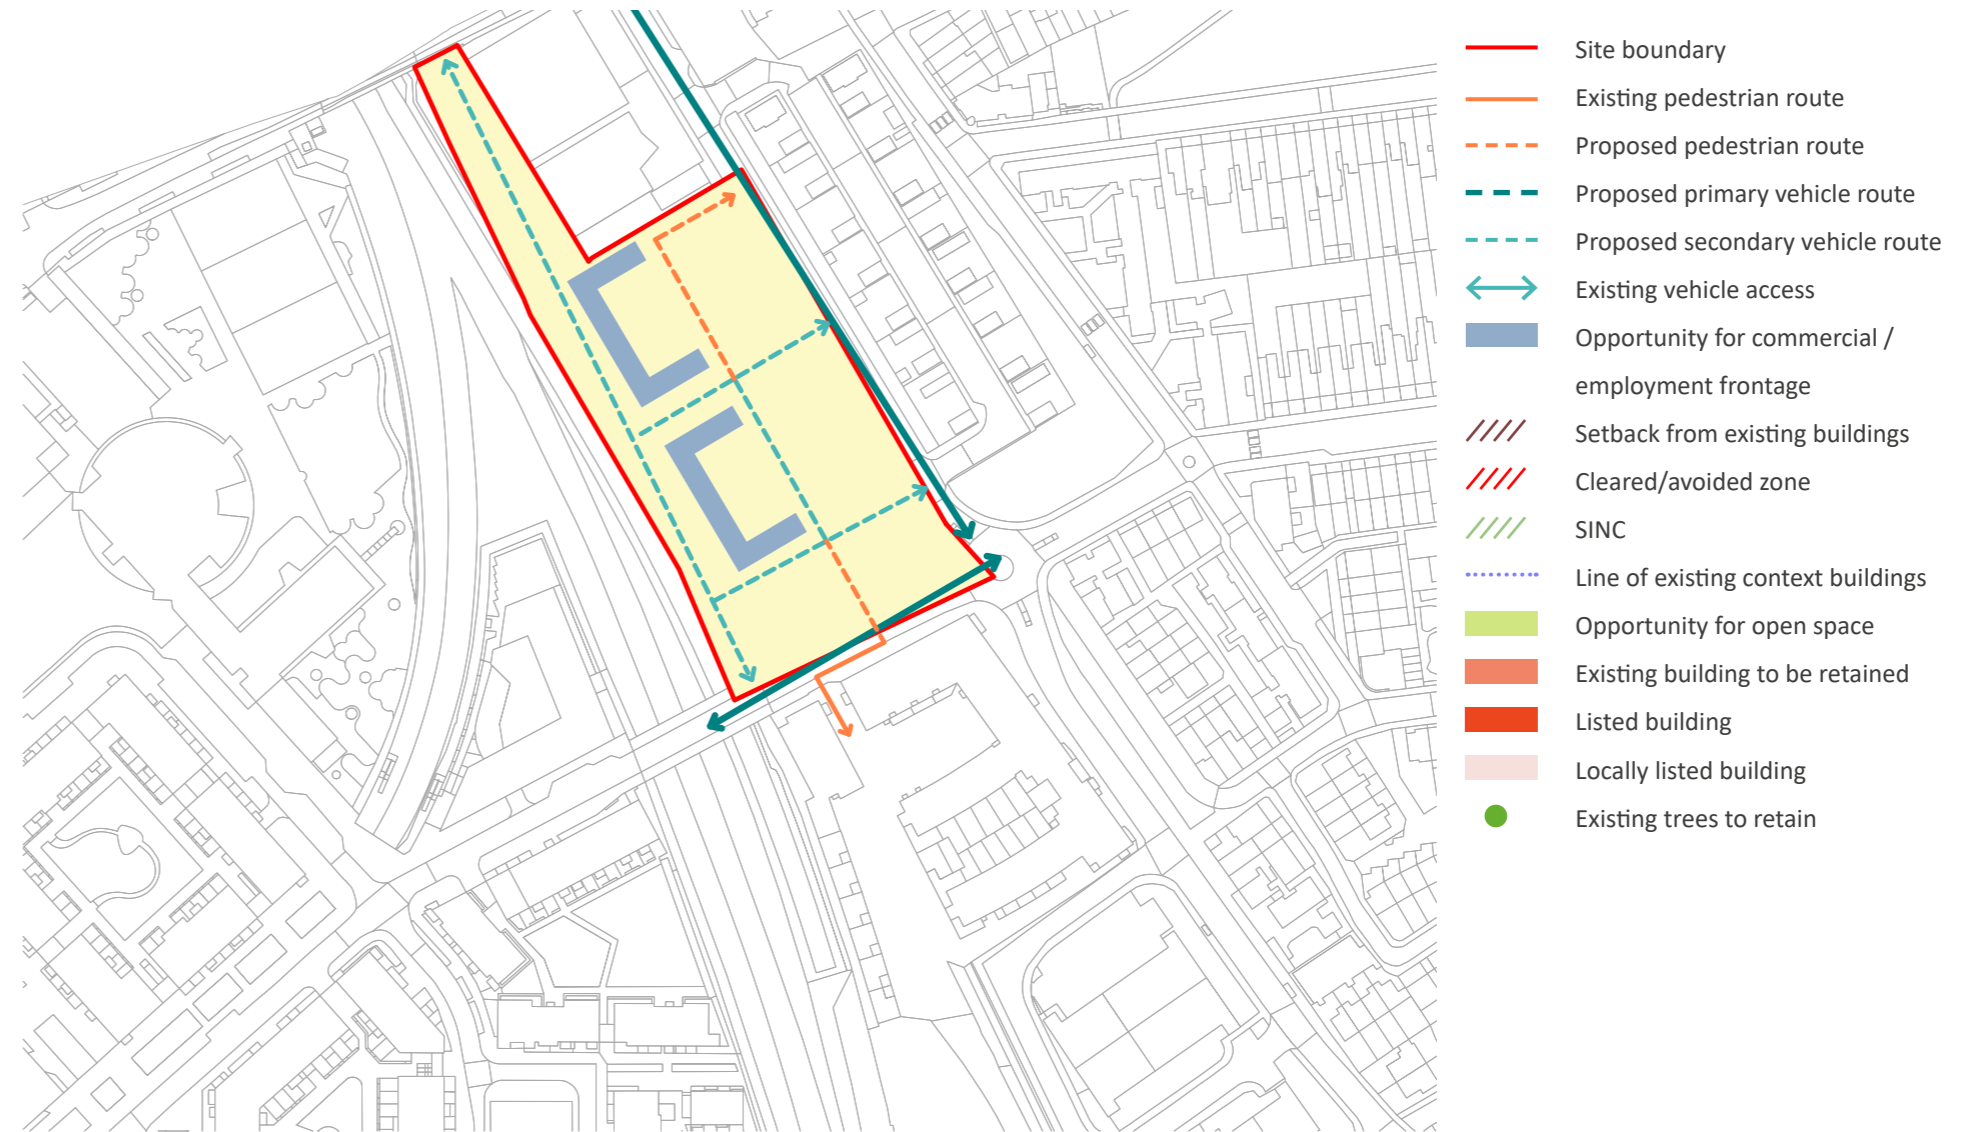 Site boundary
Existing pedestrian route
Proposed pedestrian route
Proposed primary vehicle route
Proposed secondary vehicle route
Existing vehicle access
Opportunity for commercial /
employment frontage
Setback from existing buildings
Cleared/avoided zone
SINC
Line of existing context buildings
Opportunity for open space
Existing building to be retained
Listed building
Locally listed building
Existing trees to retain